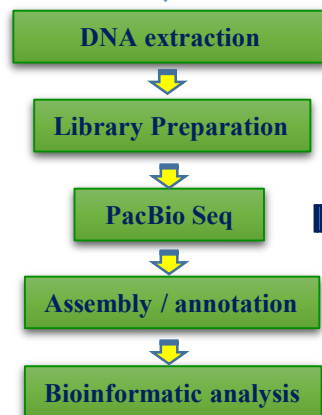 DNA extraction
Library Preparation
PacBio Seq
Assembly / annotation
Bioinformatic analysis